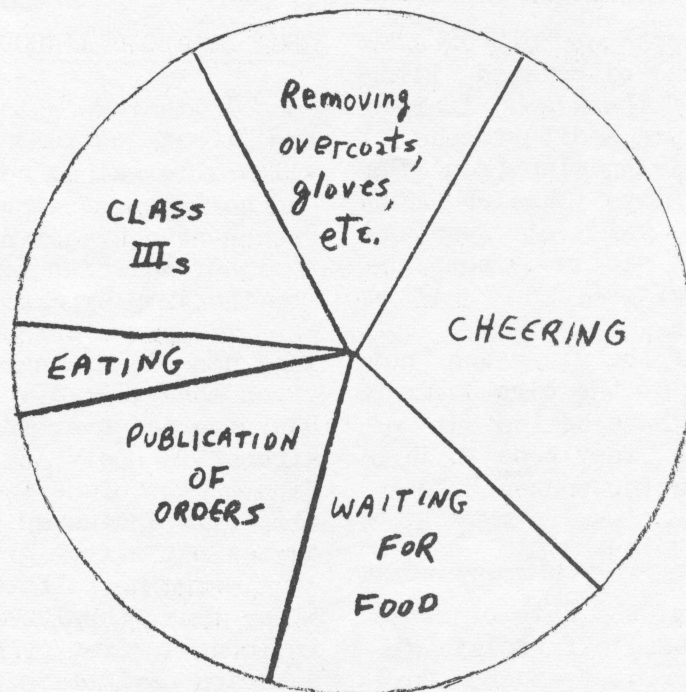 Removing
overcoats,
gloves,
etc.
CLASS
IIIs
CHEERING
EATING
PUBLICATION
OF
ORDERS
WAITING
FOR
FOOD